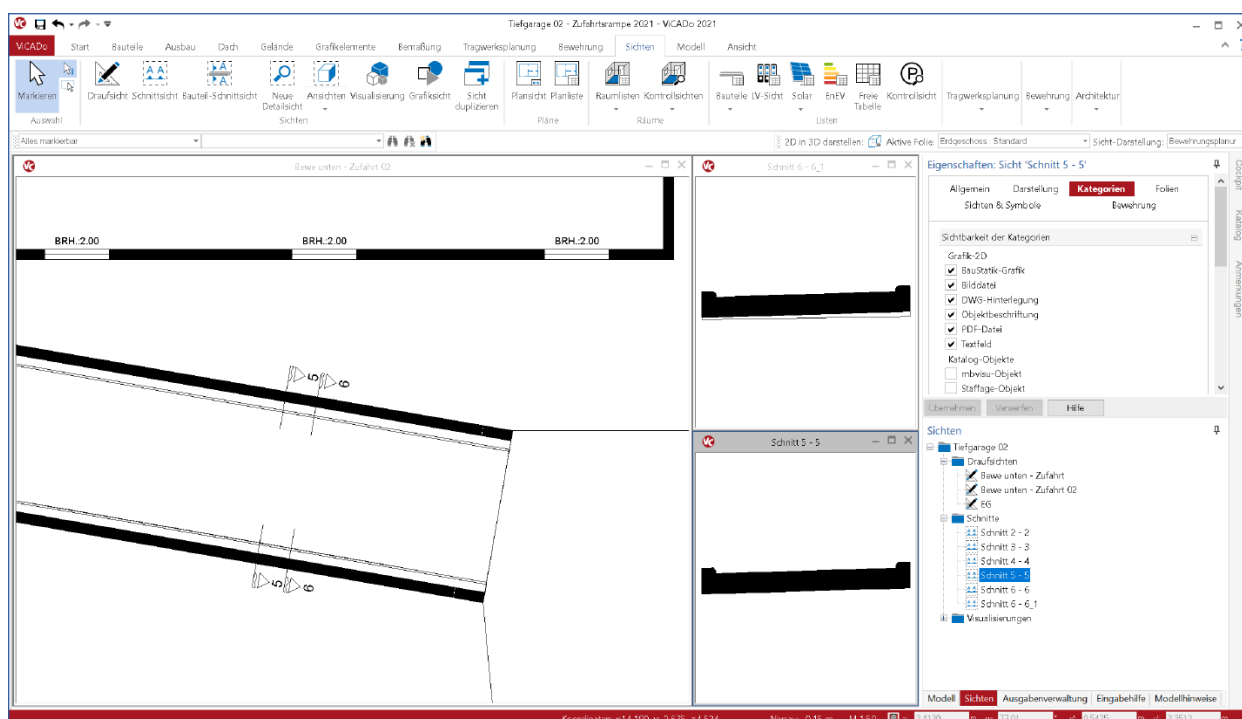 Tiefgarage 02 - Zufahrtsrampe 2021 - ViCADo 2021
ViCADo Start Bauteile Ausbau Dach Gelände Grafikelemente Bemaßung Tragwerksplanung Bewehrung Sichten Modell Ansicht
Markieren Draufsicht Schnittsicht Bauteil-Schnittsicht Neue Detailsicht Ansichten Visualisierung Grafiksicht Sicht duplizieren Plansicht Planliste Raumlisten Kontrollsichten Bauteile LV-Sicht Solar EnEV Freie Tabelle Kontrollsicht Tragwerksplanung Bewehrung Architektur
Auswahl Sichten Pläne Räume Listen
Alles markierbar 2D in 3D darstellen: Aktive Folie: Erdgeschoss : Standard Sicht-Darstellung: Bewehrungsplanur
Bewe unten - Zufahrt 02
BRH.:2.00 BRH.:2.00 BRH.:2.00
5 6
5 6
Schnitt 6 - 6_1
Schnitt 5 - 5
Eigenschaften: Sicht 'Schnitt 5 - 5'
Allgemein Darstellung Kategorien Folien
Sichten & Symbole Bewehrung
Sichtbarkeit der Kategorien
Grafik-2D
BauStatik-Grafik
Bilddatei
DWG-Hinterlegung
Objektbeschriftung
PDF-Datei
Textfeld
Katalog-Objekte
mbvisu-Objekt
Staffage-Objekt
Übernehmen Verwerfen Hilfe
Sichten
Tiefgarage 02
Draufsichten
Bewe unten - Zufahrt
Bewe unten - Zufahrt 02
EG
Schnitte
Schnitt 2 - 2
Schnitt 3 - 3
Schnitt 4 - 4
Schnitt 5 - 5
Schnitt 6 - 6
Schnitt 6 - 6_1
Visualisierungen
Modell Sichten Ausgabenverwaltung Eingabehilfe Modellhinweise
Cockpit
Katalog
Anmerkungen